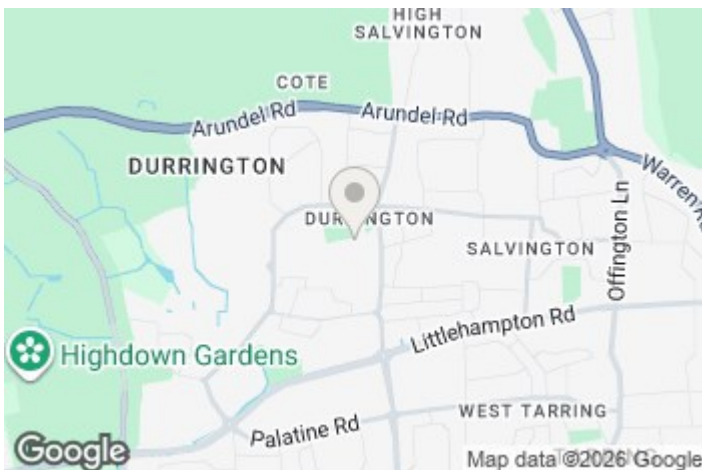 HIGH
SALVINGTON
COTE
Arundel Rd
Arundel Rd
DURRINGTON
Warren
DURRINGTON
SALVINGTON
Offington Ln
Littlehampton Rd
Highdown Gardens
WEST TARRING
Palatine Rd
Google
Map data ©2026 Google